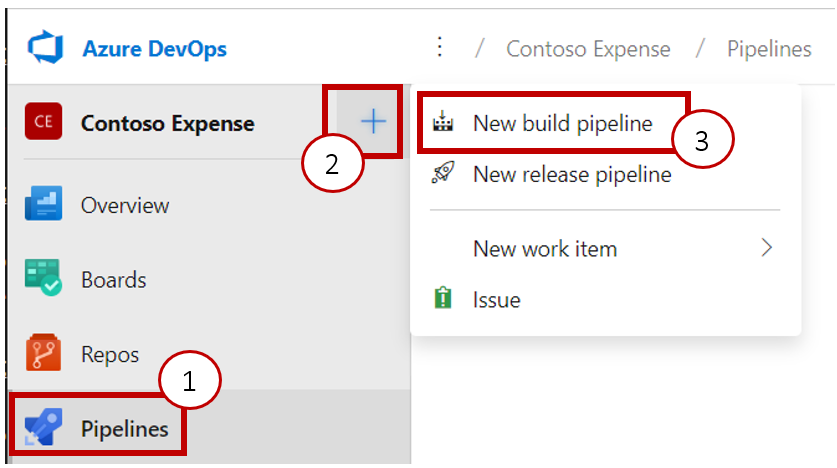 Azure DevOps
/ Contoso Expense / Pipelines
CE Contoso Expense
2
New build pipeline
3
New release pipeline
Overview
New work item
Boards
Issue
Repos
1
Pipelines